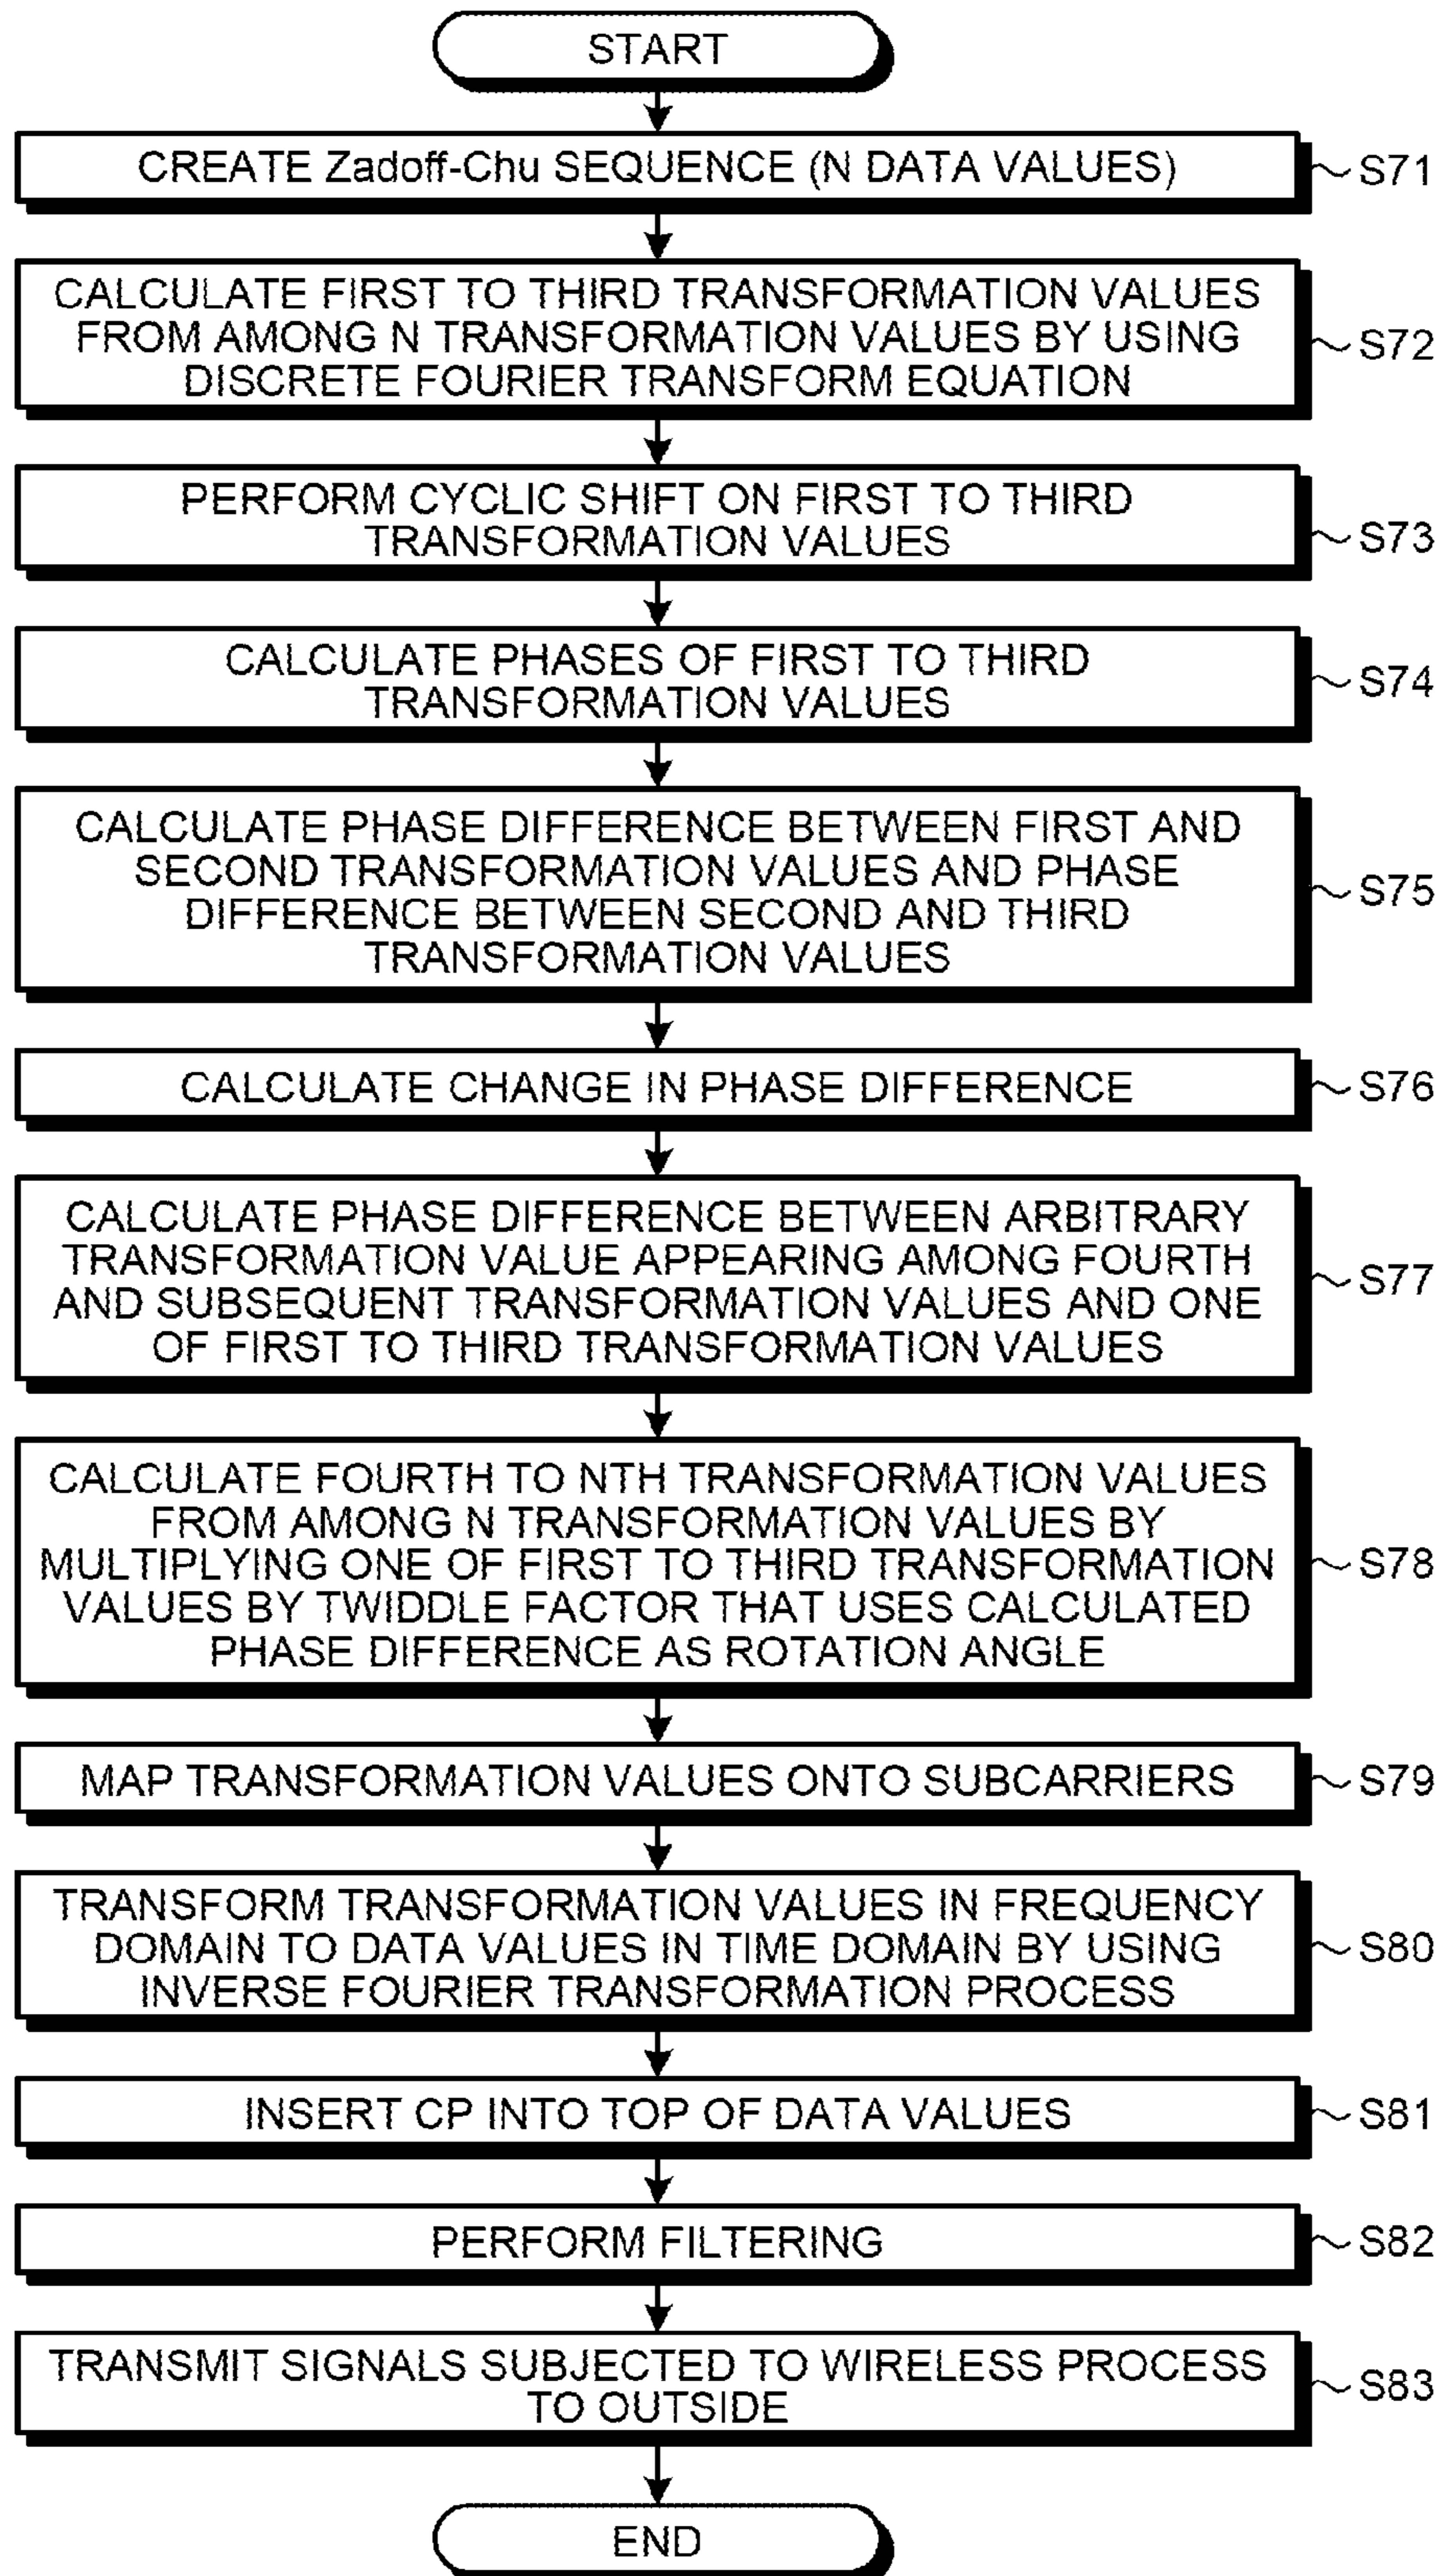 START
CREATE Zadoff-Chu SEQUENCE (N DATA VALUES)
S71
CALCULATE FIRST TO THIRD TRANSFORMATION VALUES
FROM AMONG N TRANSFORMATION VALUES BY USING
DISCRETE FOURIER TRANSFORM EQUATION
S72
PERFORM CYCLIC SHIFT ON FIRST TO THIRD
TRANSFORMATION VALUES
S73
CALCULATE PHASES OF FIRST TO THIRD
TRANSFORMATION VALUES
S74
CALCULATE PHASE DIFFERENCE BETWEEN FIRST AND
SECOND TRANSFORMATION VALUES AND PHASE
DIFFERENCE BETWEEN SECOND AND THIRD
TRANSFORMATION VALUES
S75
CALCULATE CHANGE IN PHASE DIFFERENCE
S76
CALCULATE PHASE DIFFERENCE BETWEEN ARBITRARY
TRANSFORMATION VALUE APPEARING AMONG FOURTH
AND SUBSEQUENT TRANSFORMATION VALUES AND ONE
OF FIRST TO THIRD TRANSFORMATION VALUES
S77
CALCULATE FOURTH TO NTH TRANSFORMATION VALUES
FROM AMONG N TRANSFORMATION VALUES BY
MULTIPLYING ONE OF FIRST TO THIRD TRANSFORMATION
VALUES BY TWIDDLE FACTOR THAT USES CALCULATED
PHASE DIFFERENCE AS ROTATION ANGLE
S78
MAP TRANSFORMATION VALUES ONTO SUBCARRIERS
S79
TRANSFORM TRANSFORMATION VALUES IN FREQUENCY
DOMAIN TO DATA VALUES IN TIME DOMAIN BY USING
INVERSE FOURIER TRANSFORMATION PROCESS
S80
INSERT CP INTO TOP OF DATA VALUES
S81
PERFORM FILTERING
S82
TRANSMIT SIGNALS SUBJECTED TO WIRELESS PROCESS
TO OUTSIDE
S83
END